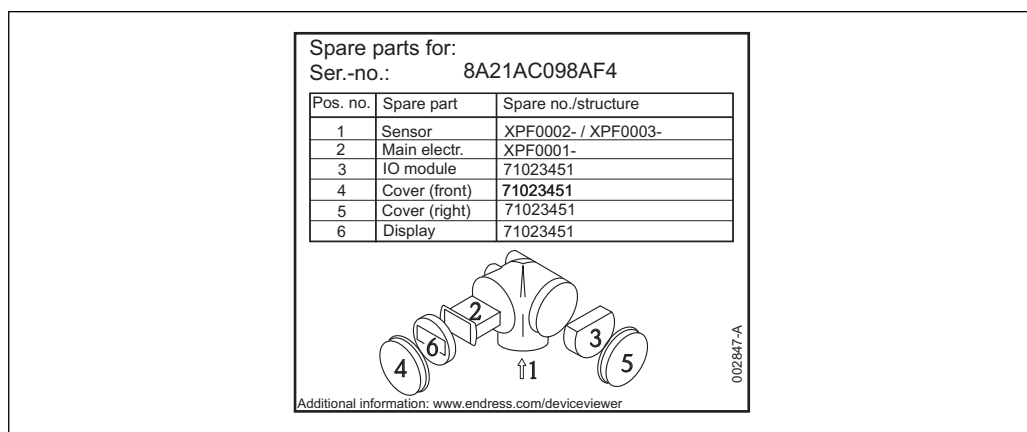 Spare parts for:
Ser.-no.: 8A21AC098AF4
Pos. no. Spare part Spare no./structure
1 Sensor XPF0002- / XPF0003-
2 Main electr. XPF0001-
3 IO module 71023451
4 Cover (front) 71023451
5 Cover (right) 71023451
6 Display 71023451
2
6
4
⇧1
3
5
002847-A
Additional information: www.endress.com/deviceviewer